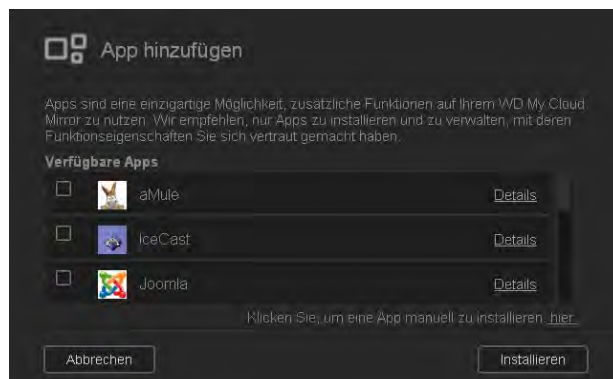 App hinzufügen
Apps sind eine einzigartige Möglichkeit, zusätzliche Funktionen auf Ihrem WD My Cloud
Mirror zu nutzen. Wir empfehlen, nur Apps zu installieren und zu verwalten, mit deren
Funktionseigenschaften Sie sich vertraut gemacht haben.
Verfügbare Apps
aMule Details
IceCast Details
Joomla Details
Klicken Sie, um eine App manuell zu installieren hier.
Abbrechen Installieren